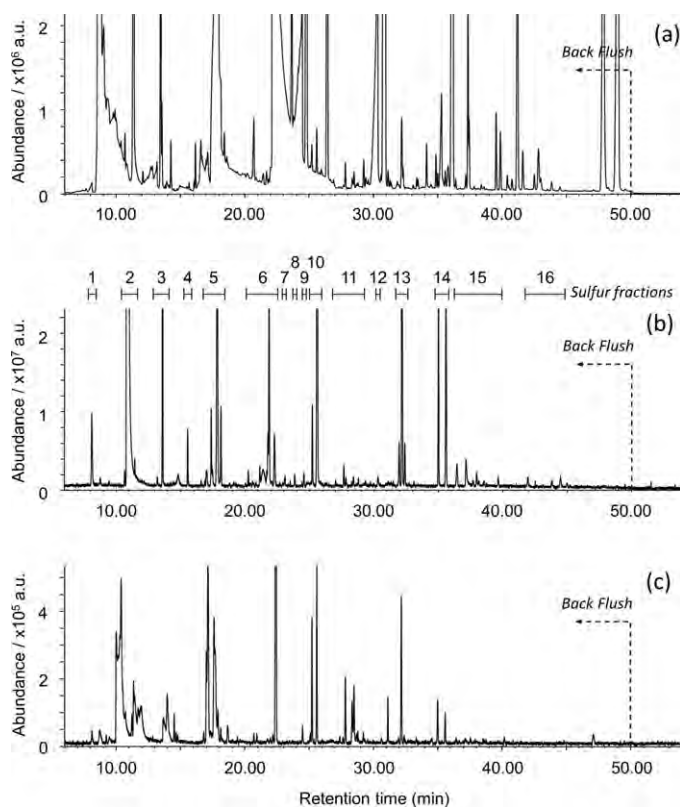 (a)
Abundance / x10⁶ a.u.
2
1
0
Back Flush
10.00 20.00 30.00 40.00 50.00
8
10
1 2 3 4 5 6 7 9 11 12 13 14 15 16 Sulfur fractions
(b)
Abundance / x10⁷ a.u.
2
1
0
Back Flush
10.00 20.00 30.00 40.00 50.00
(c)
Abundance / x10⁵ a.u.
4
2
0
Back Flush
10.00 20.00 30.00 40.00 50.00
Retention time (min)